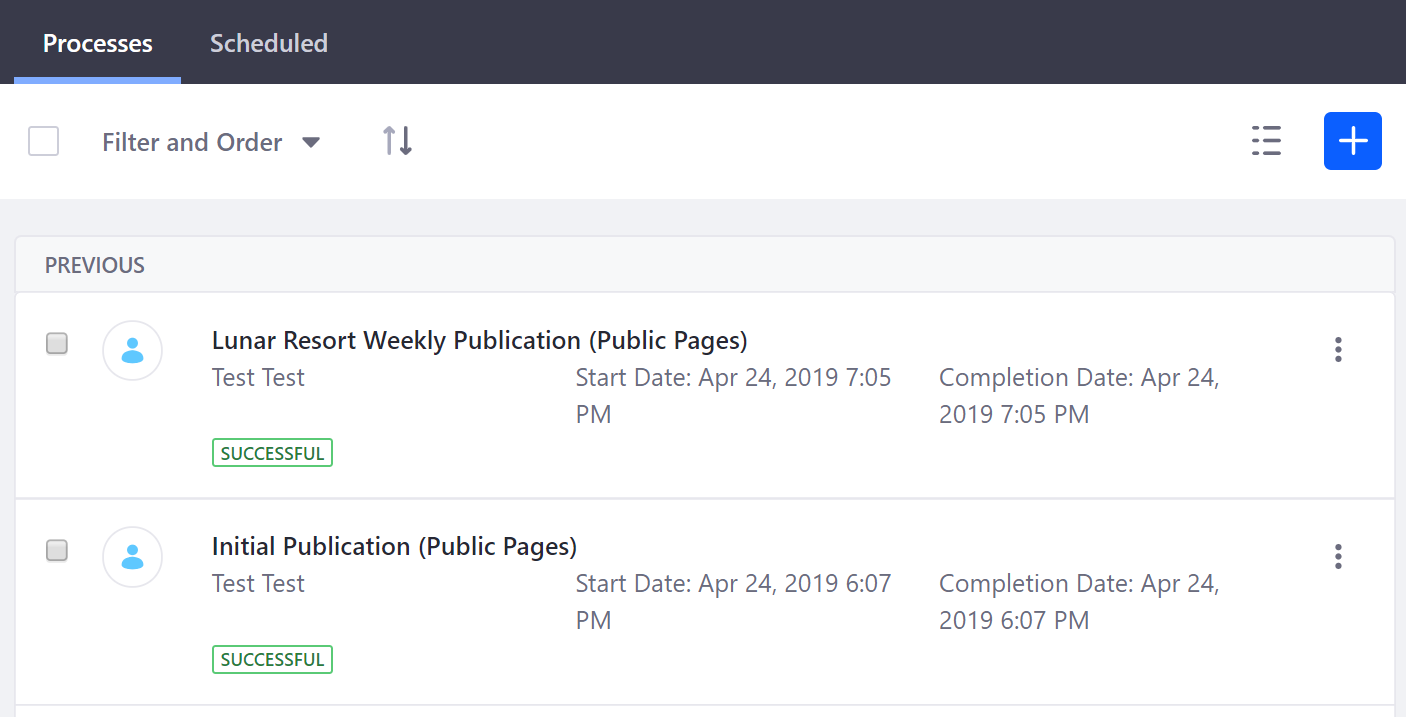 Processes Scheduled
Filter and Order
PREVIOUS
Lunar Resort Weekly Publication (Public Pages)
Test Test
Start Date: Apr 24, 2019 7:05
PM
Completion Date: Apr 24,
2019 7:05 PM
SUCCESSFUL
Initial Publication (Public Pages)
Test Test
Start Date: Apr 24, 2019 6:07
PM
Completion Date: Apr 24,
2019 6:07 PM
SUCCESSFUL